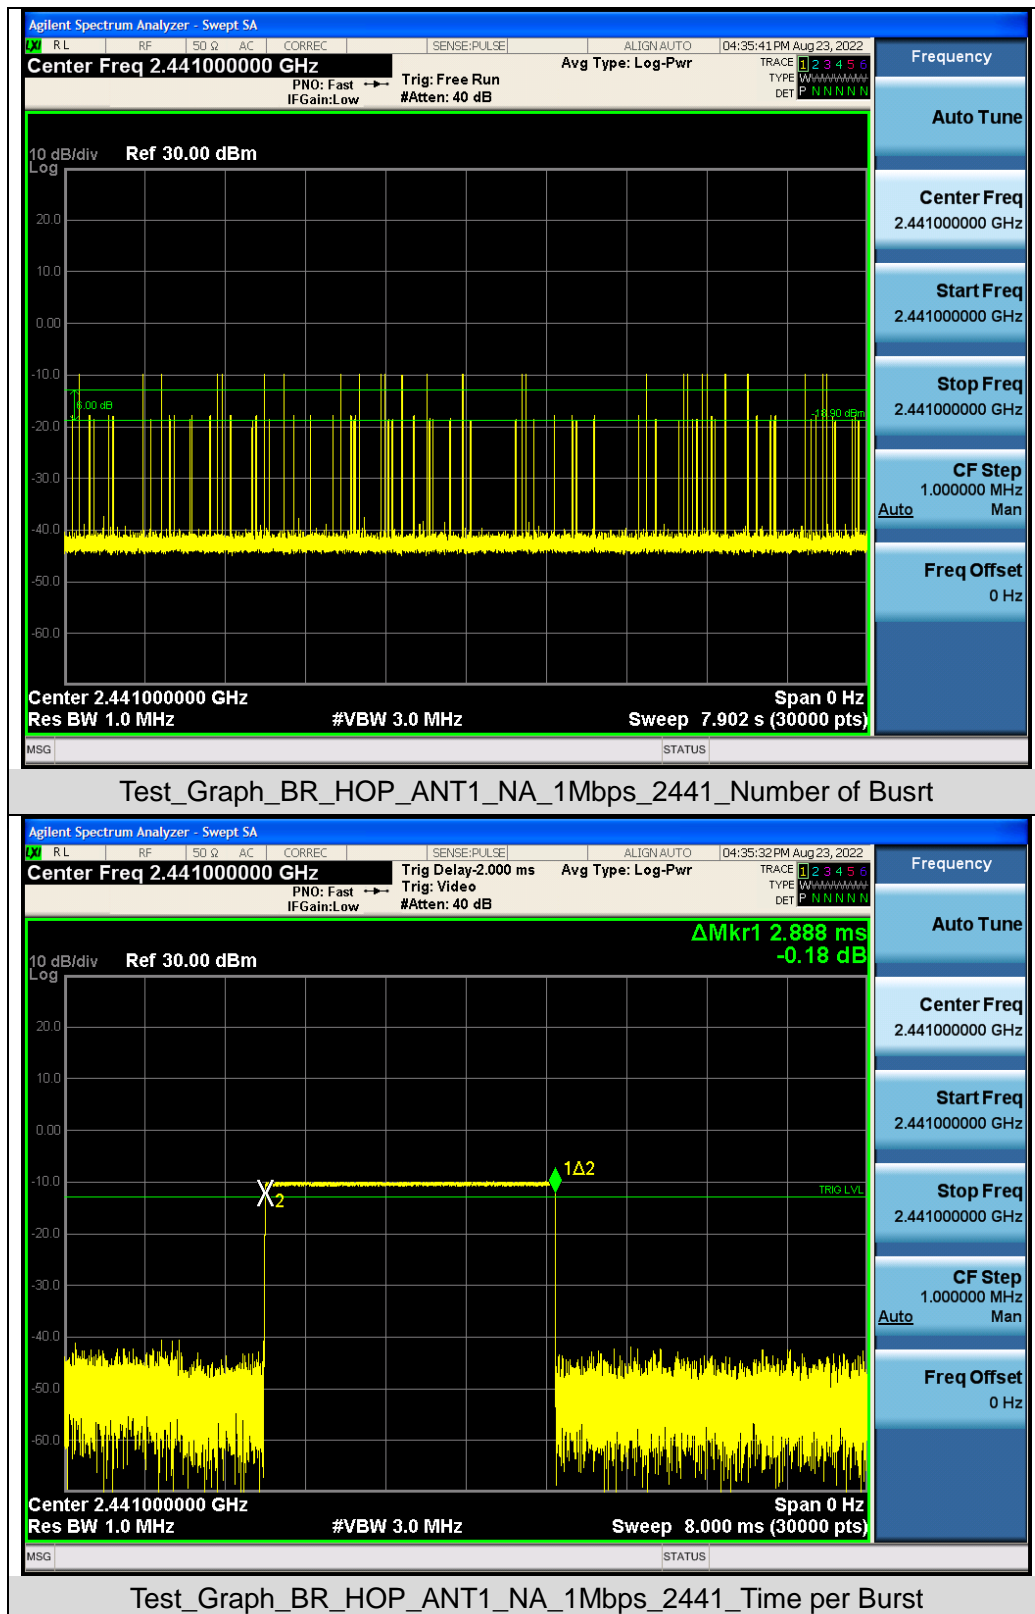 Agilent Spectrum Analyzer - Swept SA
LXI RL RF 50 Ω AC CORREC SENSE:PULSE ALIGN AUTO 04:35:41 PM Aug 23, 2022
Center Freq 2.441000000 GHz
PNO: Fast
IFGain:Low
Trig: Free Run
#Atten: 40 dB
Avg Type: Log-Pwr
TRACE 1 2 3 4 5 6
TYPE
DET P N N N N N
10 dB/div Ref 30.00 dBm
Log
20.0
10.0
0.00
-10.0
6.00 dB
-18.90 dBm
-20.0
-30.0
-40.0
-50.0
-60.0
Center 2.441000000 GHz Span 0 Hz
Res BW 1.0 MHz #VBW 3.0 MHz Sweep 7.902 s (30000 pts)
MSG STATUS
Frequency
Auto Tune
Center Freq
2.441000000 GHz
Start Freq
2.441000000 GHz
Stop Freq
2.441000000 GHz
CF Step
1.000000 MHz
Auto Man
Freq Offset
0 Hz
Test_Graph_BR_HOP_ANT1_NA_1Mbps_2441_Number of Busrt
Agilent Spectrum Analyzer - Swept SA
LXI RL RF 50 Ω AC CORREC SENSE:PULSE ALIGN AUTO 04:35:32 PM Aug 23, 2022
Center Freq 2.441000000 GHz
PNO: Fast
IFGain:Low
Trig Delay-2.000 ms
Trig: Video
#Atten: 40 dB
Avg Type: Log-Pwr
TRACE 1 2 3 4 5 6
TYPE
DET P N N N N N
ΔMkr1 2.888 ms
-0.18 dB
10 dB/div Ref 30.00 dBm
Log
20.0
10.0
0.00
-10.0
1Δ2
X2
TRIG LVL
-20.0
-30.0
-40.0
-50.0
-60.0
Center 2.441000000 GHz Span 0 Hz
Res BW 1.0 MHz #VBW 3.0 MHz Sweep 8.000 ms (30000 pts)
MSG STATUS
Frequency
Auto Tune
Center Freq
2.441000000 GHz
Start Freq
2.441000000 GHz
Stop Freq
2.441000000 GHz
CF Step
1.000000 MHz
Auto Man
Freq Offset
0 Hz
Test_Graph_BR_HOP_ANT1_NA_1Mbps_2441_Time per Burst